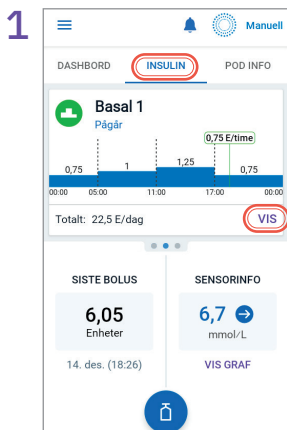 1
Manuell
DASHBORD INSULIN POD INFO
Basal 1
Pågår
0,75 E/time
0,75 1 1,25 0,75
00:00 05:00 11:00 17:00 00:00
Totalt: 22,5 E/dag VIS
SISTE BOLUS SENSORINFO
6,05 6,7
Enheter mmol/L
14. des. (18:26) VIS GRAF